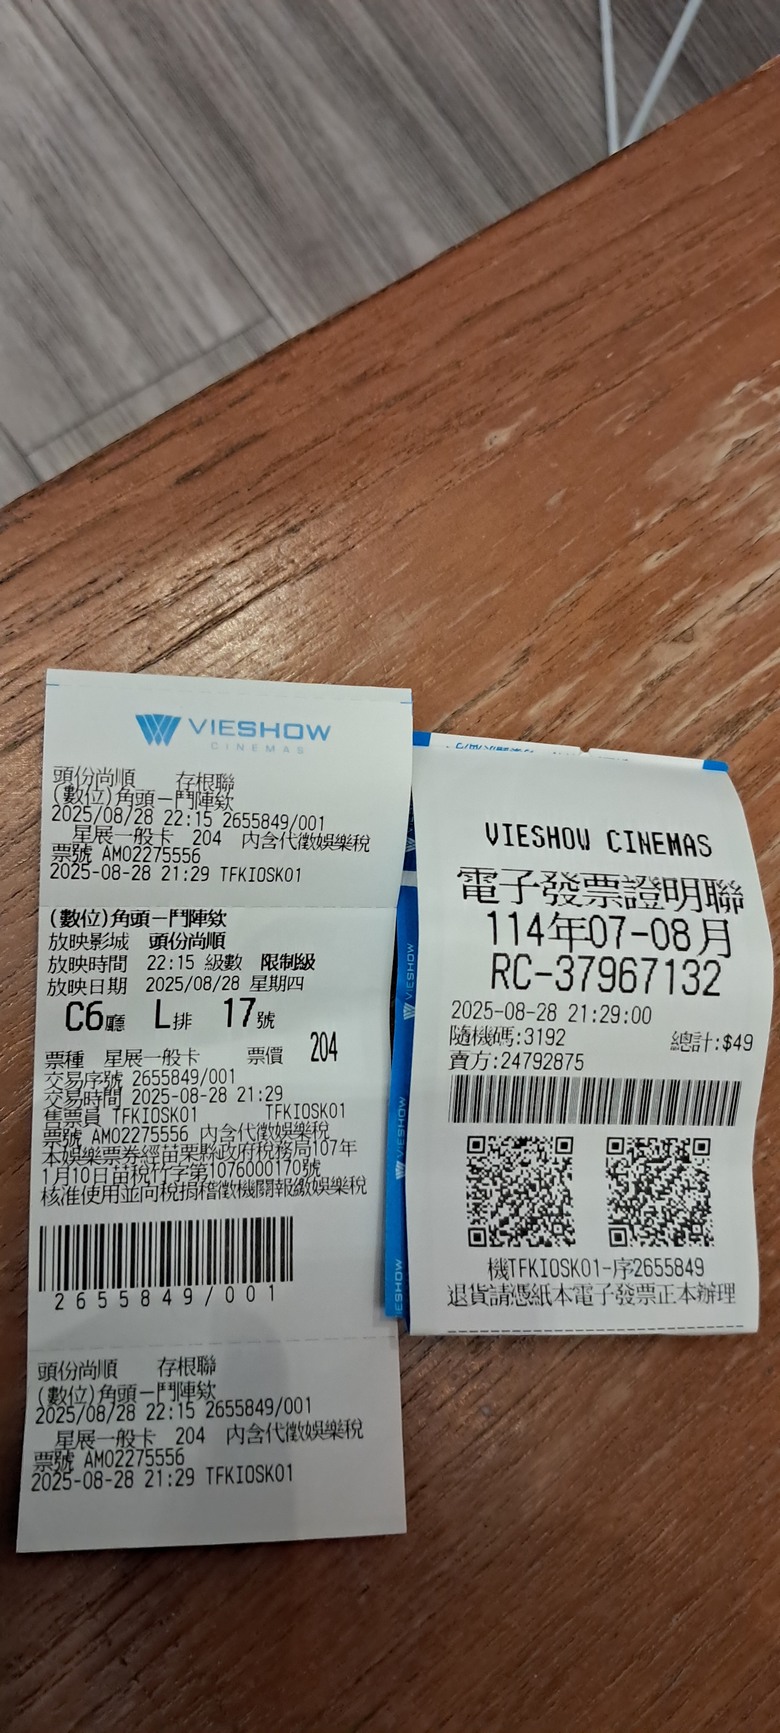 VIESHOW
CINEMAS
頭份尚順 存根聯
(數位)角頭－鬥陣欸
2025/08/28 22:15 2655849/001
星展一般卡 204 內含代徵娛樂稅
票號 AM02275556
2025-08-28 21:29 TFKIOSK01
(數位)角頭－鬥陣欸
放映影城 頭份尚順
放映時間 22:15 級數 限制級
放映日期 2025/08/28 星期四
C6廳 L排 17號
票種 星展一般卡 票價 204
交易序號 2655849/001
交易時間 2025-08-28 21:29
售票員 TFKIOSK01 TFKIOSK01
票號 AM02275556 內含代徵娛樂稅
本娛樂票券經苗栗縣政府稅務局107年
1月10日苗稅竹字第1076000170號
核准使用並向稅捐稽徵機關報繳娛樂稅
2655849/001
頭份尚順 存根聯
(數位)角頭－鬥陣欸
2025/08/28 22:15 2655849/001
星展一般卡 204 內含代徵娛樂稅
票號 AM02275556
2025-08-28 21:29 TFKIOSK01
VIESHOW CINEMAS
電子發票證明聯
114年07-08月
RC-37967132
2025-08-28 21:29:00
隨機碼:3192 總計:$49
賣方:24792875
機TFKIOSK01-序2655849
退貨請憑紙本電子發票正本辦理
VIESHOW
VIESHOW
VIESHOW